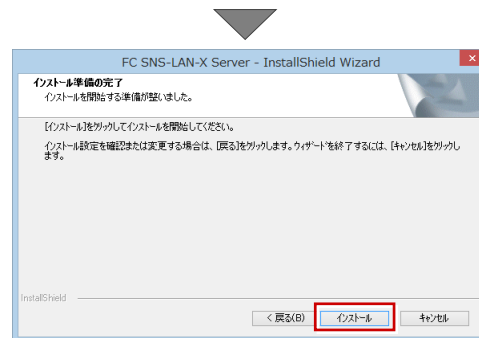 FC SNS-LAN-X Server - InstallShield Wizard
インストール準備の完了
インストールを開始する準備が整いました。
[インストール]をクリックしてインストールを開始してください。
インストール設定を確認または変更する場合は、[戻る]をクリックします。ウィザードを終了するには、[キャンセル]をクリックし
ます。
InstallShield
< 戻る(B) インストール キャンセル